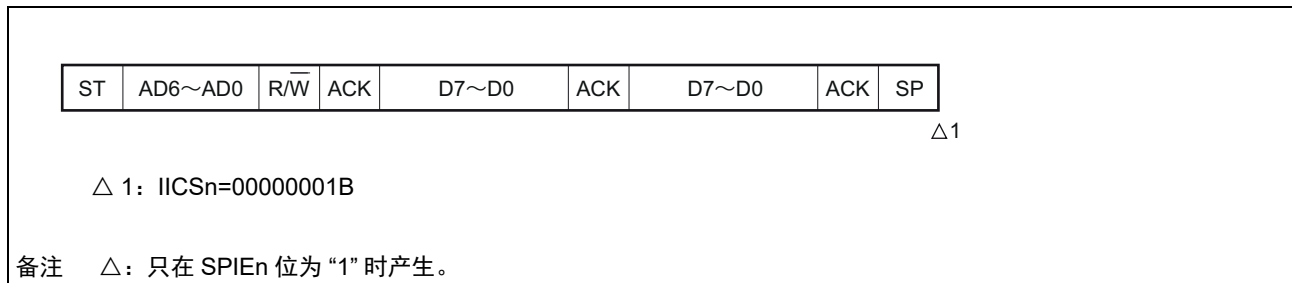 ST AD6～AD0 R/W̅ ACK D7～D0 ACK D7～D0 ACK SP
△1
△ 1：IICSn=00000001B
备注 △：只在 SPIEn 位为 “1” 时产生。